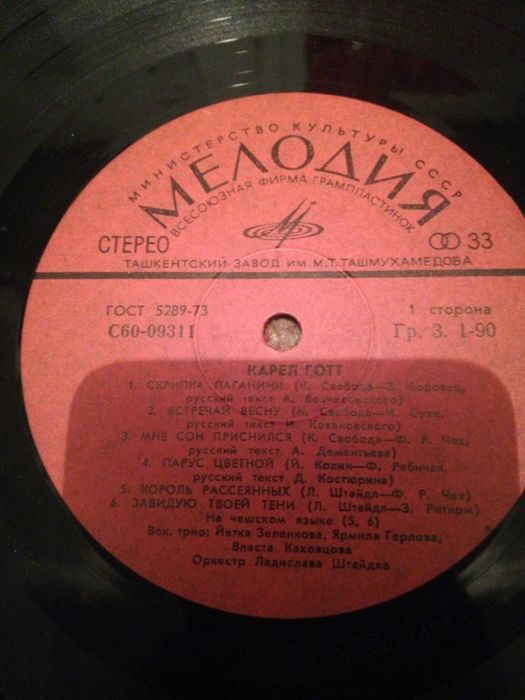 МИНИСТЕРСТВО КУЛЬТУРЫ СССР
МЕЛОДИЯ
ВСЕСОЮЗНАЯ ФИРМА ГРАМПЛАСТИНОК
СТЕРЕО
33
ТАШКЕНТСКИЙ ЗАВОД ИМ. М.Т. ТАШМУХАМЕДОВА
ГОСТ 5289-73
1 сторона
С60-09311
Гр. 3. 1-90
КАРЕЛ ГОТТ
1. СКРИПКА ПАГАНИНИ (К. Свобода—З. Боровец,
русский текст А. Вознесенского)
2. ВСТРЕЧАЙ ВЕСНУ (К. Свобода—И.
русский текст И. Кохановского)
3. МНЕ СОН ПРИСНИЛСЯ (К. Свобода—Ф. Р. Чех,
русский текст А. Дементьева)
4. ПАРУС ЦВЕТНОЙ (Й. Колин—Ф. Ребичек,
русский текст Д. Костюрина)
5. КОРОЛЬ РАССЕЯННЫХ (Л. Штайдл—Ф. Р. Чех)
6. ЗАВИДУЮ ТВОЕЙ ТЕНИ (Л. Штайдл—З. Ритирж)
На чешском языке (5, 6)
Вок. трио: Йетка Зеленкова, Ярмила Герлова,
Власта Каховцова
Оркестр Ладислава Штайдла